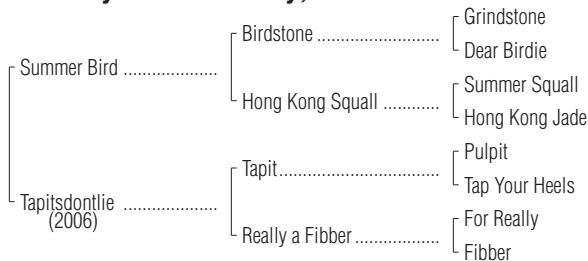 Grindstone
Birdstone ........................
Dear Birdie
Summer Bird ....................
Summer Squall
Hong Kong Squall ...........
Hong Kong Jade
Pulpit
Tapit...............................
Tap Your Heels
Tapitsdontlie ....................
(2006)
For Really
Really a Fibber ................
Fibber